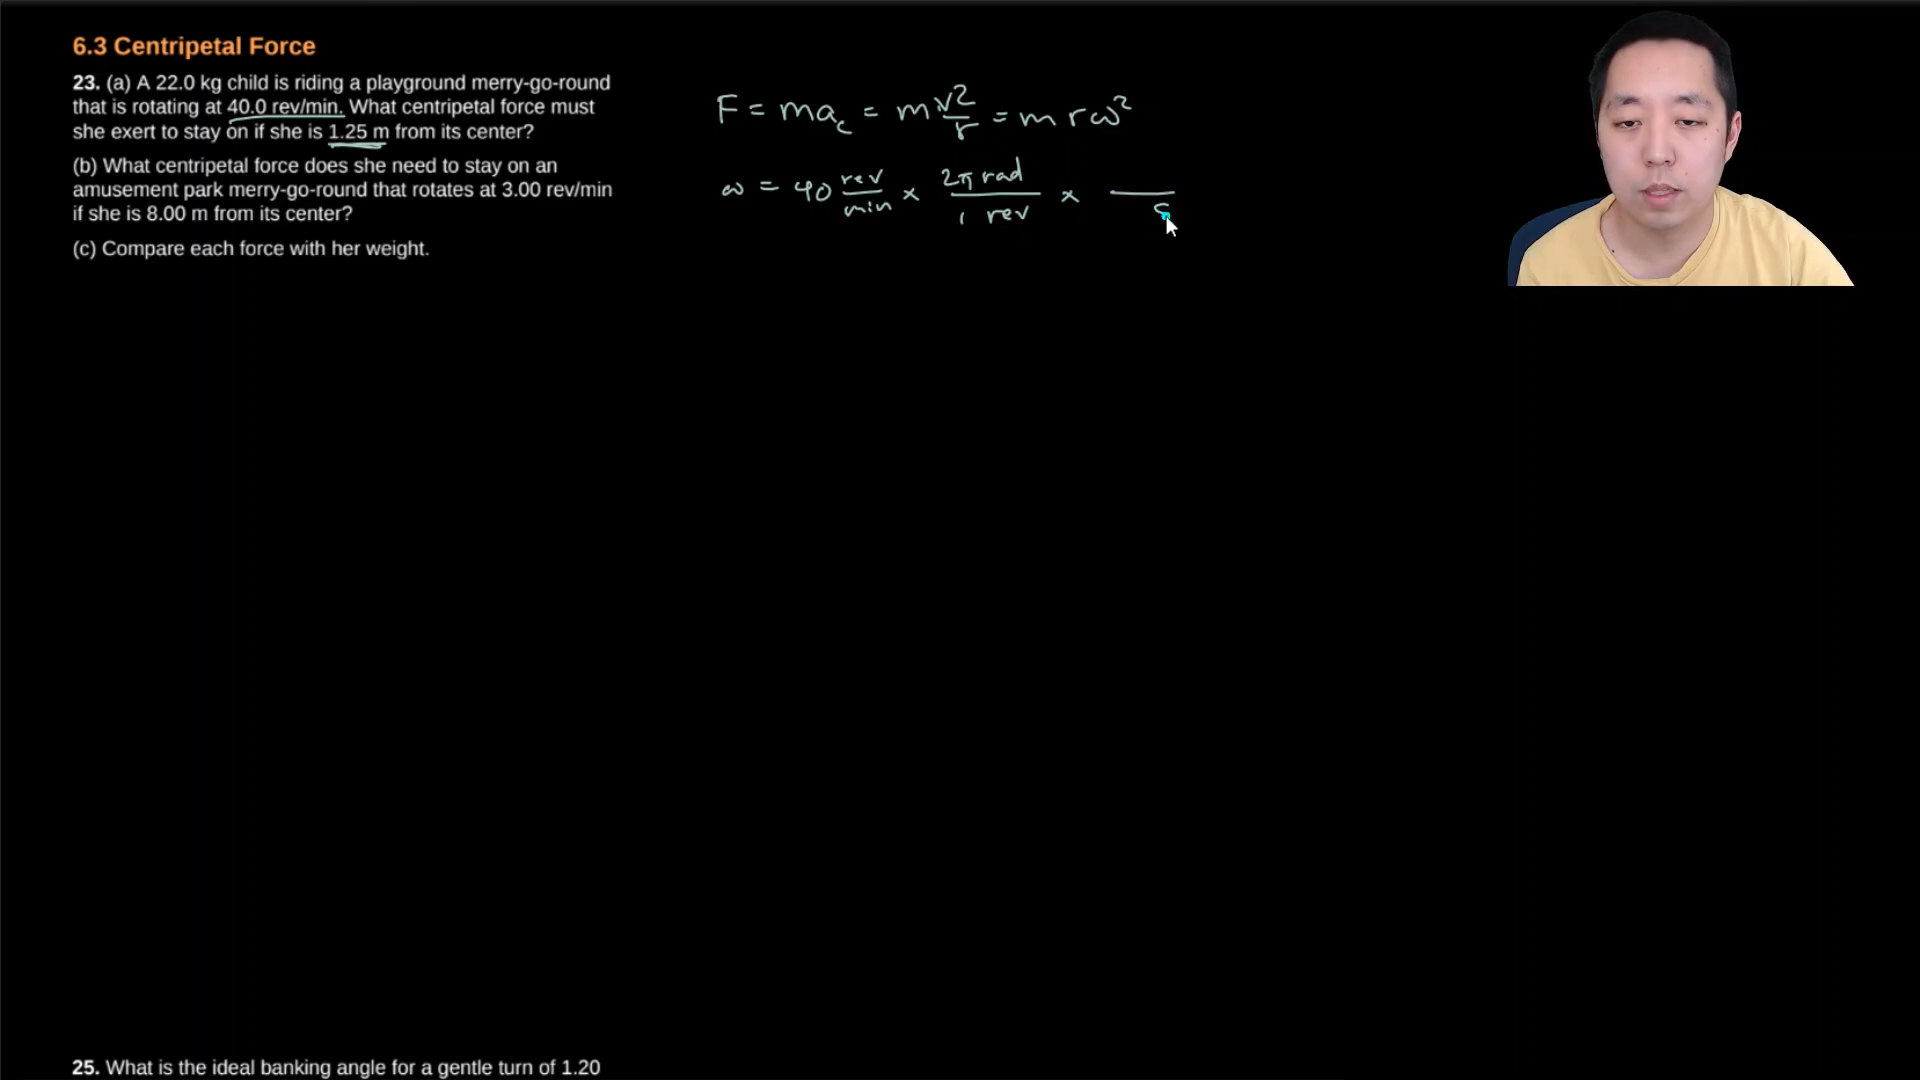 6.3 Centripetal Force
23. (a) A 22.0 kg child is riding a playground merry-go-round
that is rotating at 40.0 rev/min. What centripetal force must
she exert to stay on if she is 1.25 m from its center?
(b) What centripetal force does she need to stay on an
amusement park merry-go-round that rotates at 3.00 rev/min
if she is 8.00 m from its center?
(c) Compare each force with her weight.
F = ma_c = m v²/r = m r ω²
ω = 40 rev/min × 2π rad/1 rev ×
25. What is the ideal banking angle for a gentle turn of 1.20